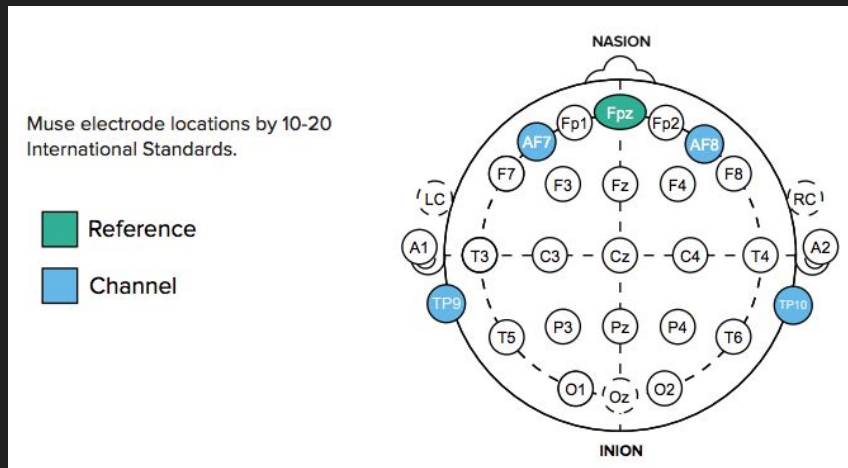 NASION
Muse electrode locations by 10-20
International Standards.
Reference
Channel
Fp1 Fpz Fp2
AF7 AF8
F7 F3 Fz F4 F8
LC RC
A1 T3 C3 Cz C4 T4 A2
TP9 TP10
T5 P3 Pz P4 T6
O1 Oz O2
INION